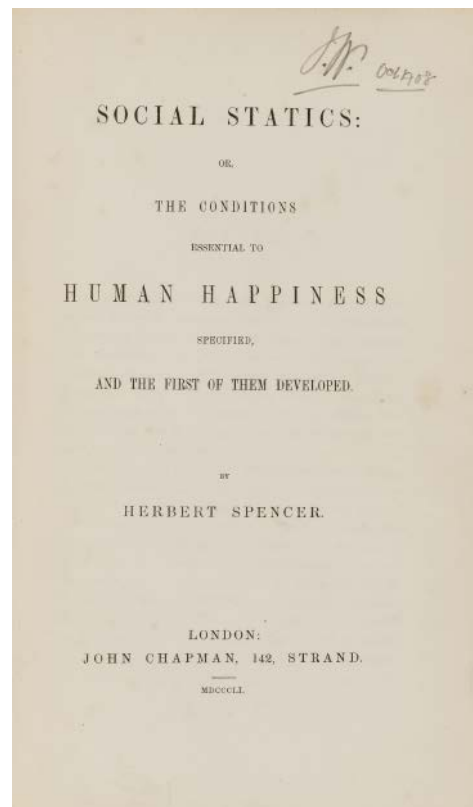 SOCIAL STATICS:
OR,
THE CONDITIONS
ESSENTIAL TO
HUMAN HAPPINESS
SPECIFIED,
AND THE FIRST OF THEM DEVELOPED.
BY
HERBERT SPENCER.
LONDON:
JOHN CHAPMAN, 142, STRAND.
MDCCCLI.